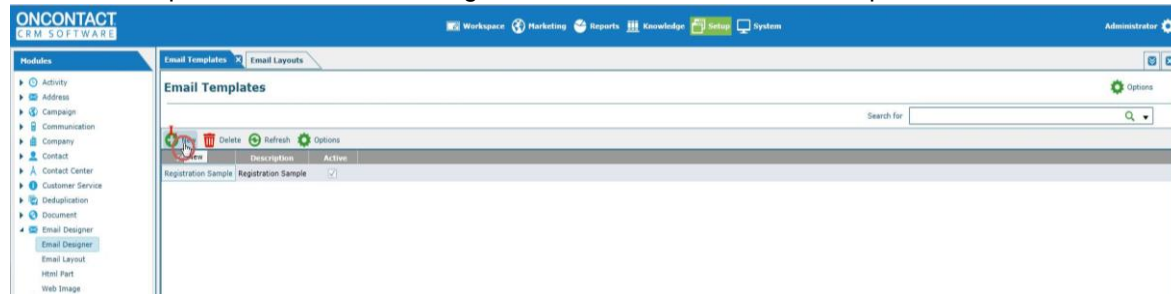 ONCONTACT
CRM SOFTWARE
Workspace Marketing Reports Knowledge Setup System
Administrator
Modules
Email Templates X Email Layouts
Activity
Address
Campaign
Communication
Company
Contact
Contact Center
Customer Service
Deduplication
Document
Email Designer
Email Designer
Email Layout
Html Part
Web Image
Email Templates
Options
Search for
New Delete Refresh Options
New Description Active
Registration Sample Registration Sample